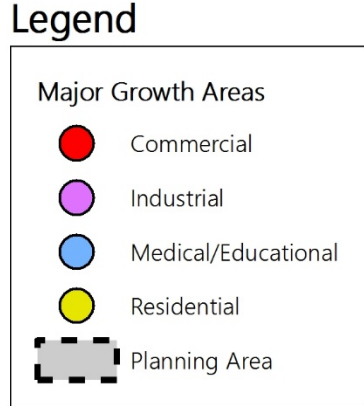 Legend
Major Growth Areas
Commercial
Industrial
Medical/Educational
Residential
Planning Area